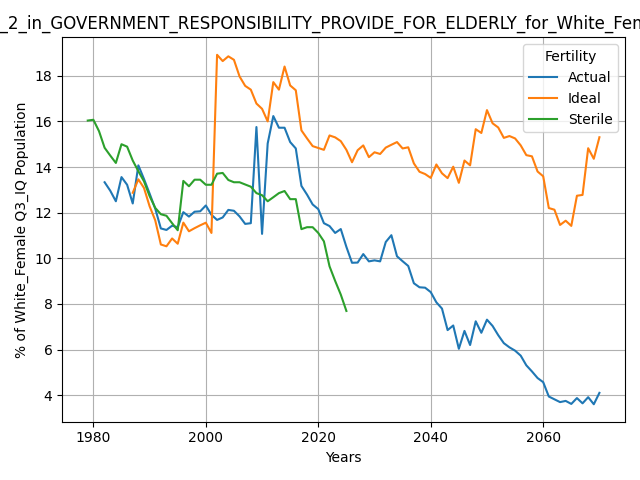 _2_in_GOVERNMENT_RESPONSIBILITY_PROVIDE_FOR_ELDERLY_for_White_Fem
Fertility
Actual
Ideal
Sterile
% of White_Female Q3_IQ Population
18
16
14
12
10
8
6
4
1980 2000 2020 2040 2060
Years